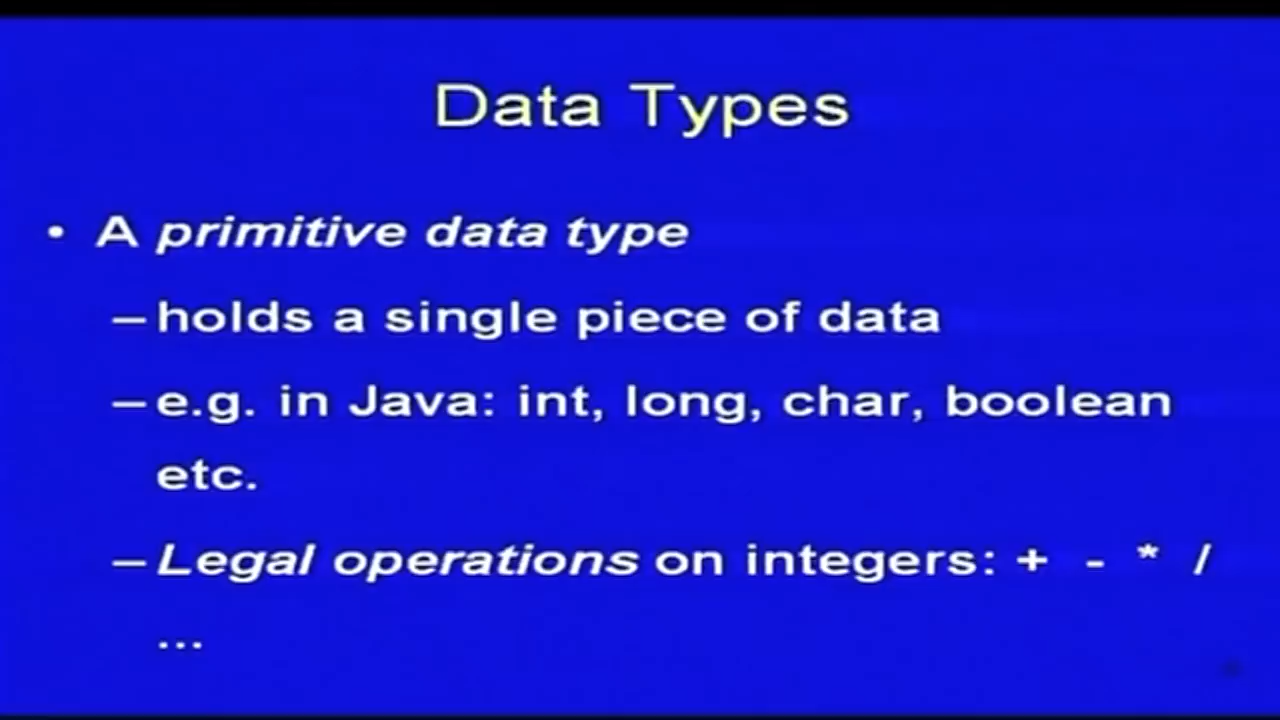 Data Types
• A primitive data type
– holds a single piece of data
– e.g. in Java: int, long, char, boolean
etc.
– Legal operations on integers: + - * /
...